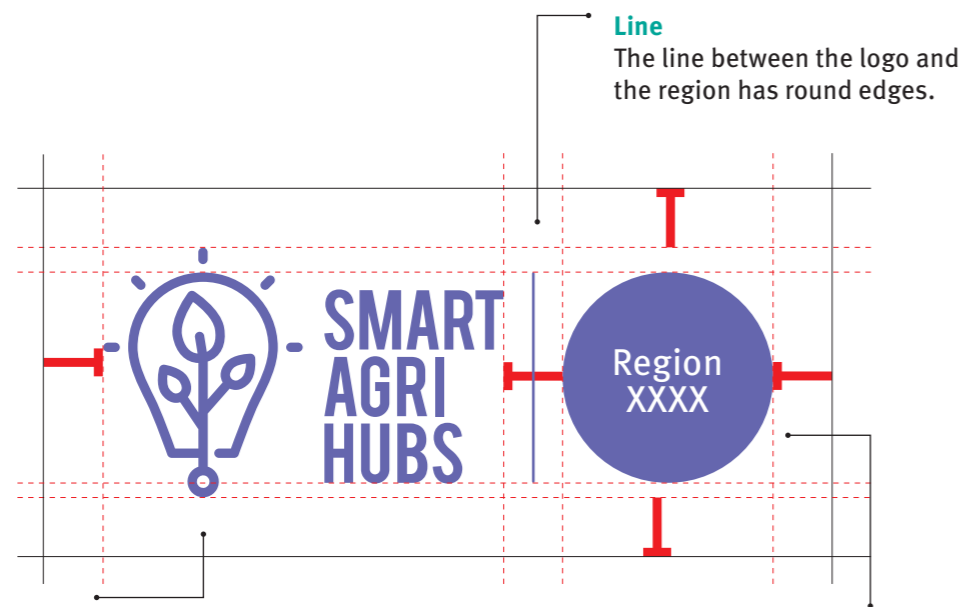 Line
The line between the logo and
the region has round edges.
SMART
AGRI
HUBS
Region
XXXX